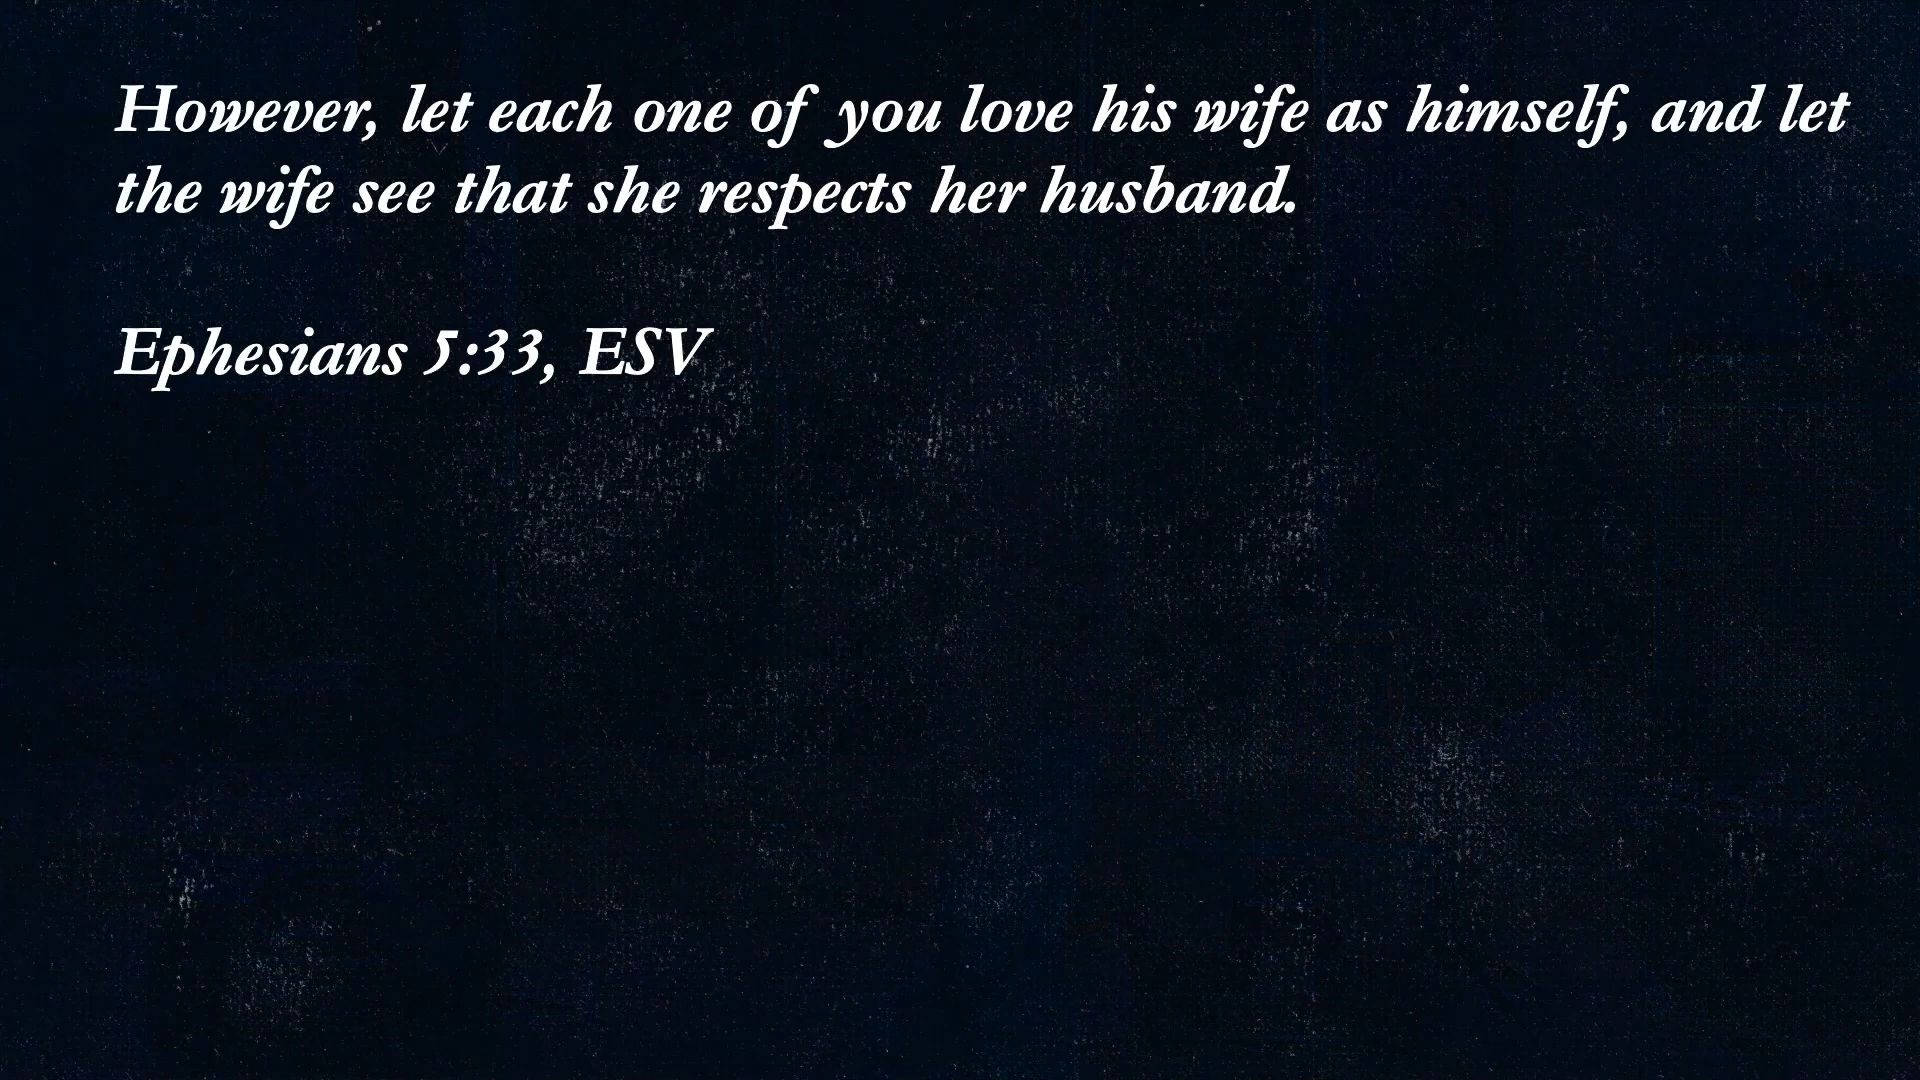 However, let each one of you love his wife as himself, and let
the wife see that she respects her husband.
Ephesians 5:33, ESV